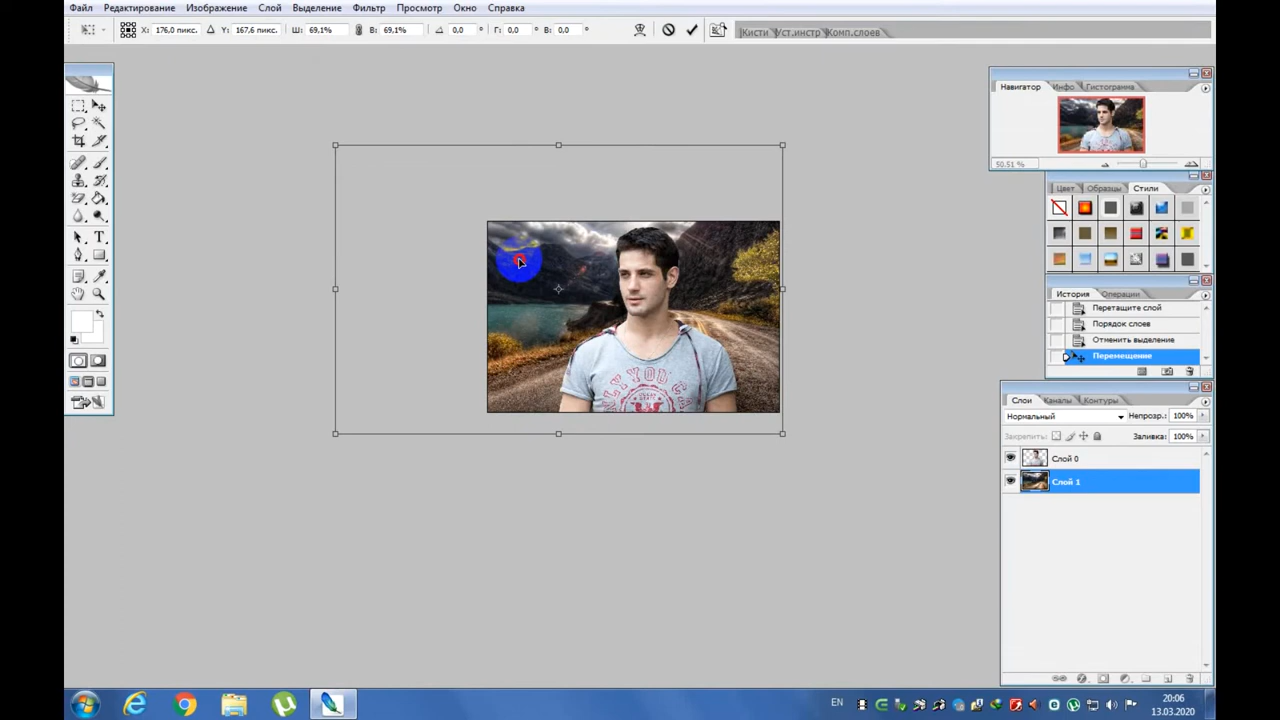 Файл Редактирование Изображение Слой Выделение Фильтр Просмотр Окно Справка
X: 176,0 пикс. Y: 167,6 пикс. Ш: 69,1% В: 69,1% 0,0 ° Г: 0,0 ° В: 0,0 °
Кисти Уст.инстр Комп.слоев
Навигатор Инфо Гистограмма
50.51 %
Цвет Образцы Стили
История Операции
Перетащите слой
Порядок слоев
Отменить выделение
Перемещение
Слои Каналы Контуры
Нормальный Непрозр.: 100%
Закрепить: Заливка: 100%
Слой 0
Слой 1
T
EN
20:06
13.03.2020